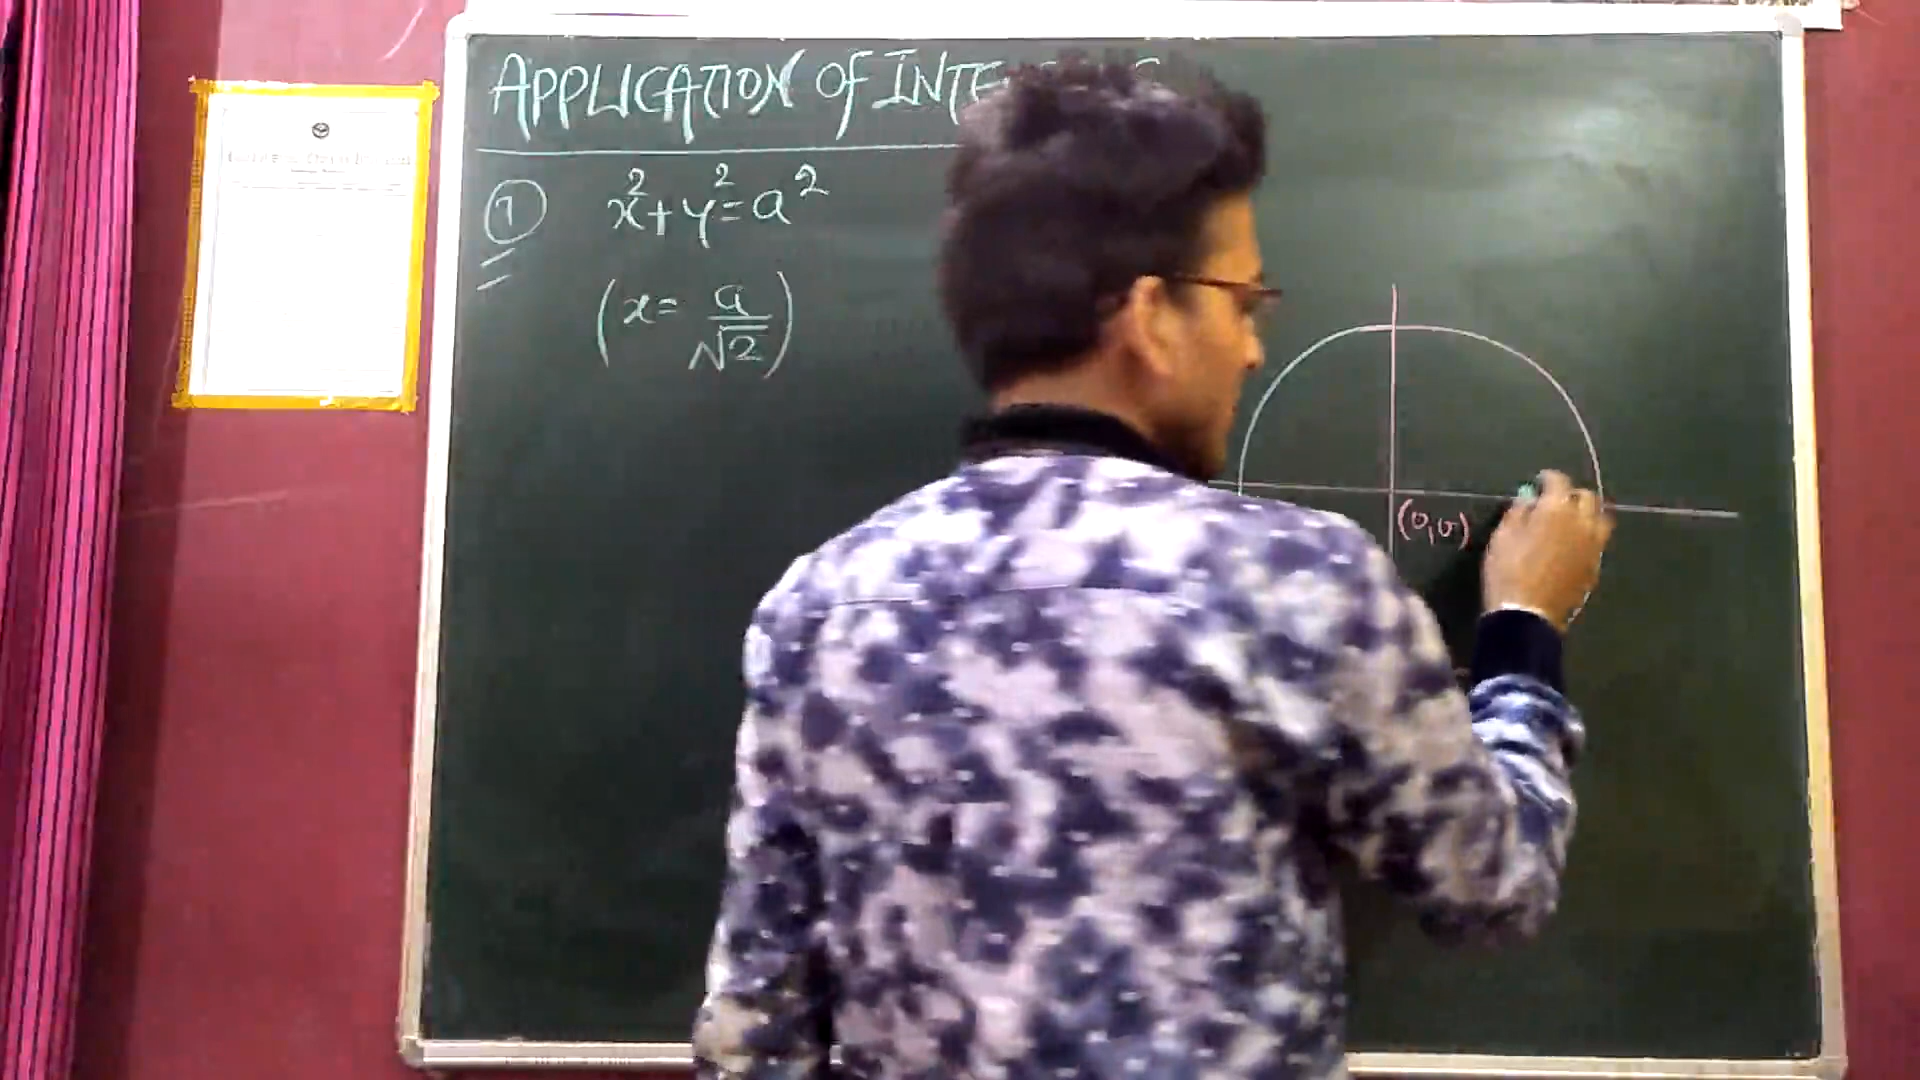 APPLICATION OF INTE
① x²+y²=a²
(x= a/√2)
(0,0)